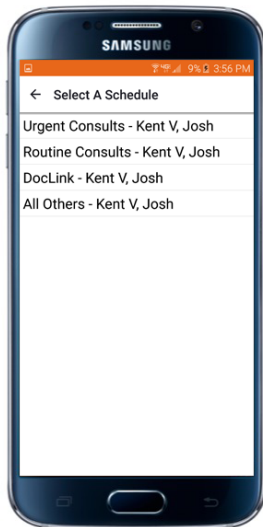 SAMSUNG
9% 3:56 PM
← Select A Schedule
Urgent Consults - Kent V, Josh
Routine Consults - Kent V, Josh
DocLink - Kent V, Josh
All Others - Kent V, Josh